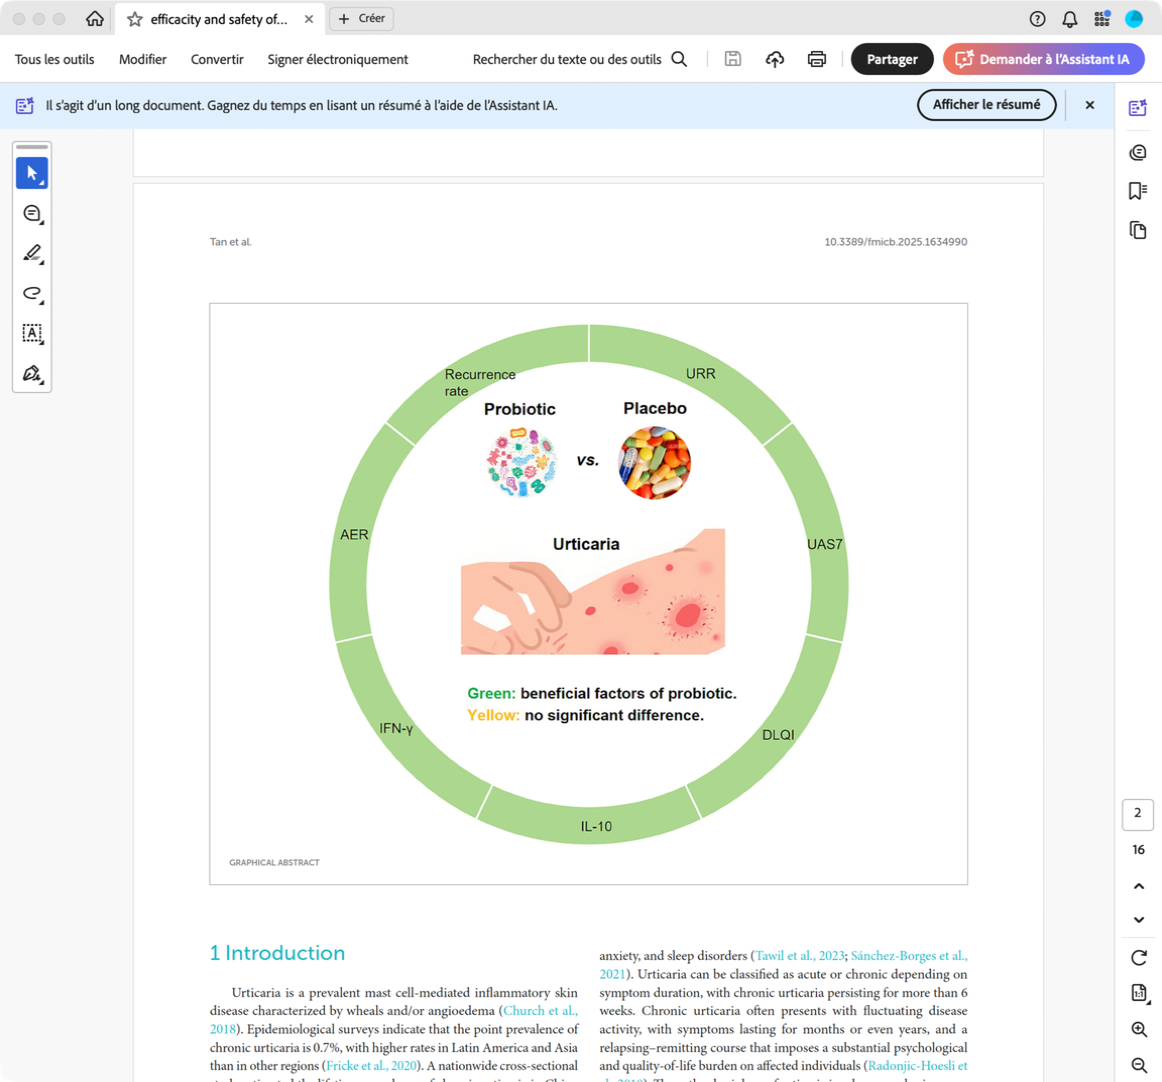 efficacity and safety of...
Créer
Tous les outils
Modifier
Convertir
Signer électroniquement
Rechercher du texte ou des outils
Partager
Demander à l'Assistant IA
Il s'agit d'un long document. Gagnez du temps en lisant un résumé à l'aide de l'Assistant IA.
Afficher le résumé
Tan et al.
10.3389/fmicb.2025.1634990
Recurrence
rate
URR
Probiotic
Placebo
vs.
AER
UAS7
Urticaria
Green: beneficial factors of probiotic.
Yellow: no significant difference.
IFN-γ
DLQI
IL-10
GRAPHICAL ABSTRACT
2
16
1 Introduction
Urticaria is a prevalent mast cell-mediated inflammatory skin
disease characterized by wheals and/or angioedema (Church et al.,
2018). Epidemiological surveys indicate that the point prevalence of
chronic urticaria is 0.7%, with higher rates in Latin America and Asia
than in other regions (Fricke et al., 2020). A nationwide cross-sectional
anxiety, and sleep disorders (Tawil et al., 2023; Sánchez-Borges et al.,
2021). Urticaria can be classified as acute or chronic depending on
symptom duration, with chronic urticaria persisting for more than 6
weeks. Chronic urticaria often presents with fluctuating disease
activity, with symptoms lasting for months or even years, and a
relapsing–remitting course that imposes a substantial psychological
and quality-of-life burden on affected individuals (Radonjic-Hoesli et
1:1
A